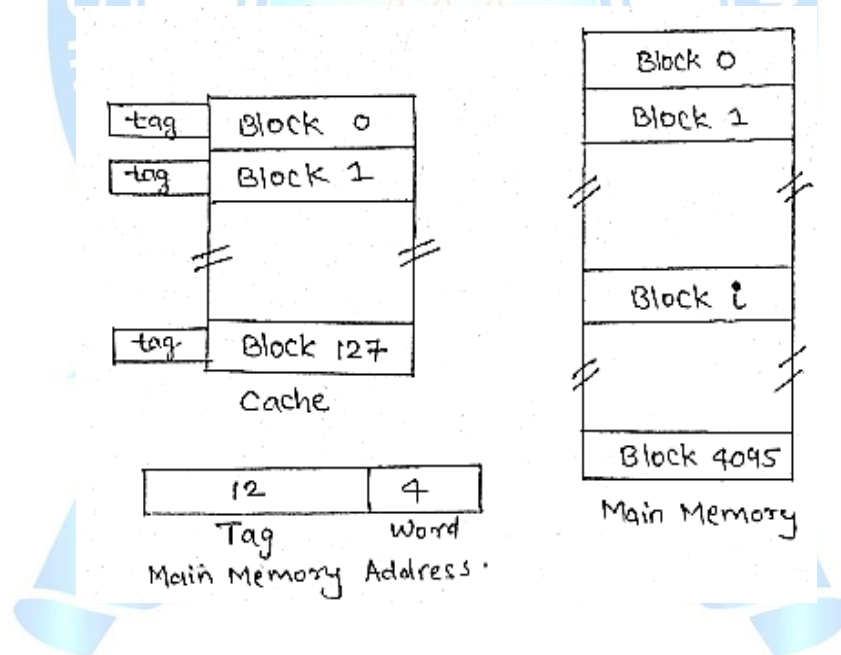 tag
Block 0
tag
Block 1
tag
Block 127
Cache
12
4
Tag
Word
Main Memory Address.
Block 0
Block 1
Block i
Block 4095
Main Memory